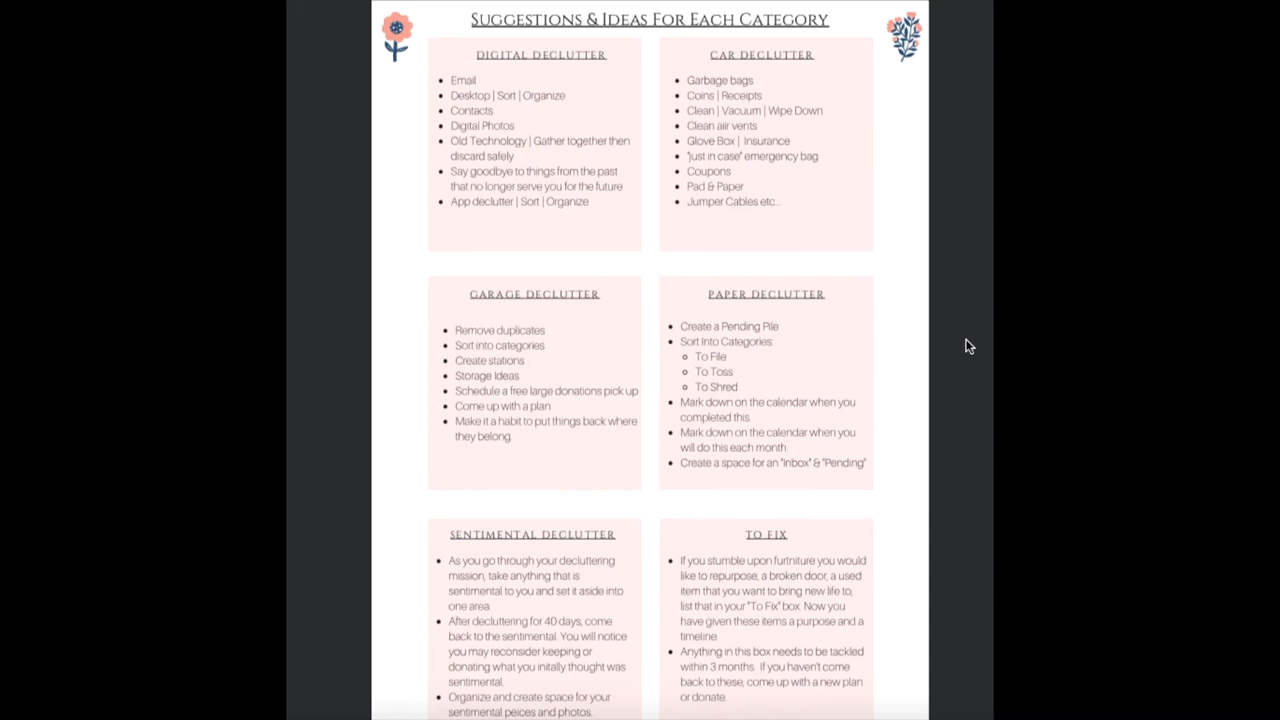 SUGGESTIONS & IDEAS FOR EACH CATEGORY
DIGITAL DECLUTTER
• Email
• Desktop | Sort | Organize
• Contacts
• Digital Photos
• Old Technology | Gather together then
discard safely
• Say goodbye to things from the past
that no longer serve you for the future
• App declutter | Sort | Organize
CAR DECLUTTER
• Garbage bags
• Coins | Receipts
• Clean | Vacuum | Wipe Down
• Clean aiir vents
• Glove Box | Insurance
• "just in case" emergency bag
• Coupons
• Pad & Paper
• Jumper Cables etc...
GARAGE DECLUTTER
• Remove duplicates
• Sort into categories
• Create stations
• Storage Ideas
• Schedule a free large donations pick up
• Come up with a plan
• Make it a habit to put things back where
they belong.
PAPER DECLUTTER
• Create a Pending Pile
• Sort Into Categories:
To File
To Toss
To Shred
• Mark down on the calendar when you
completed this.
• Mark down on the calendar when you
will do this each month.
• Create a space for an "Inbox" & "Pending"
SENTIMENTAL DECLUTTER
• As you go through your decluttering
mission, take anything that is
sentimental to you and set it aside into
one area.
• After decluttering for 40 days, come
back to the sentimental. You will notice
you may reconsider keeping or
donating what you initally thought was
sentimental.
• Organize and create space for your
sentimental peices and photos.
TO FIX
• If you stumble upon furtniture you would
like to repurpose, a broken door, a used
item that you want to bring new life to,
list that in your "To Fix" box. Now you
have given these items a purpose and a
timeline.
• Anything in this box needs to be tackled
within 3 months. If you haven't come
back to these, come up with a new plan
or donate.